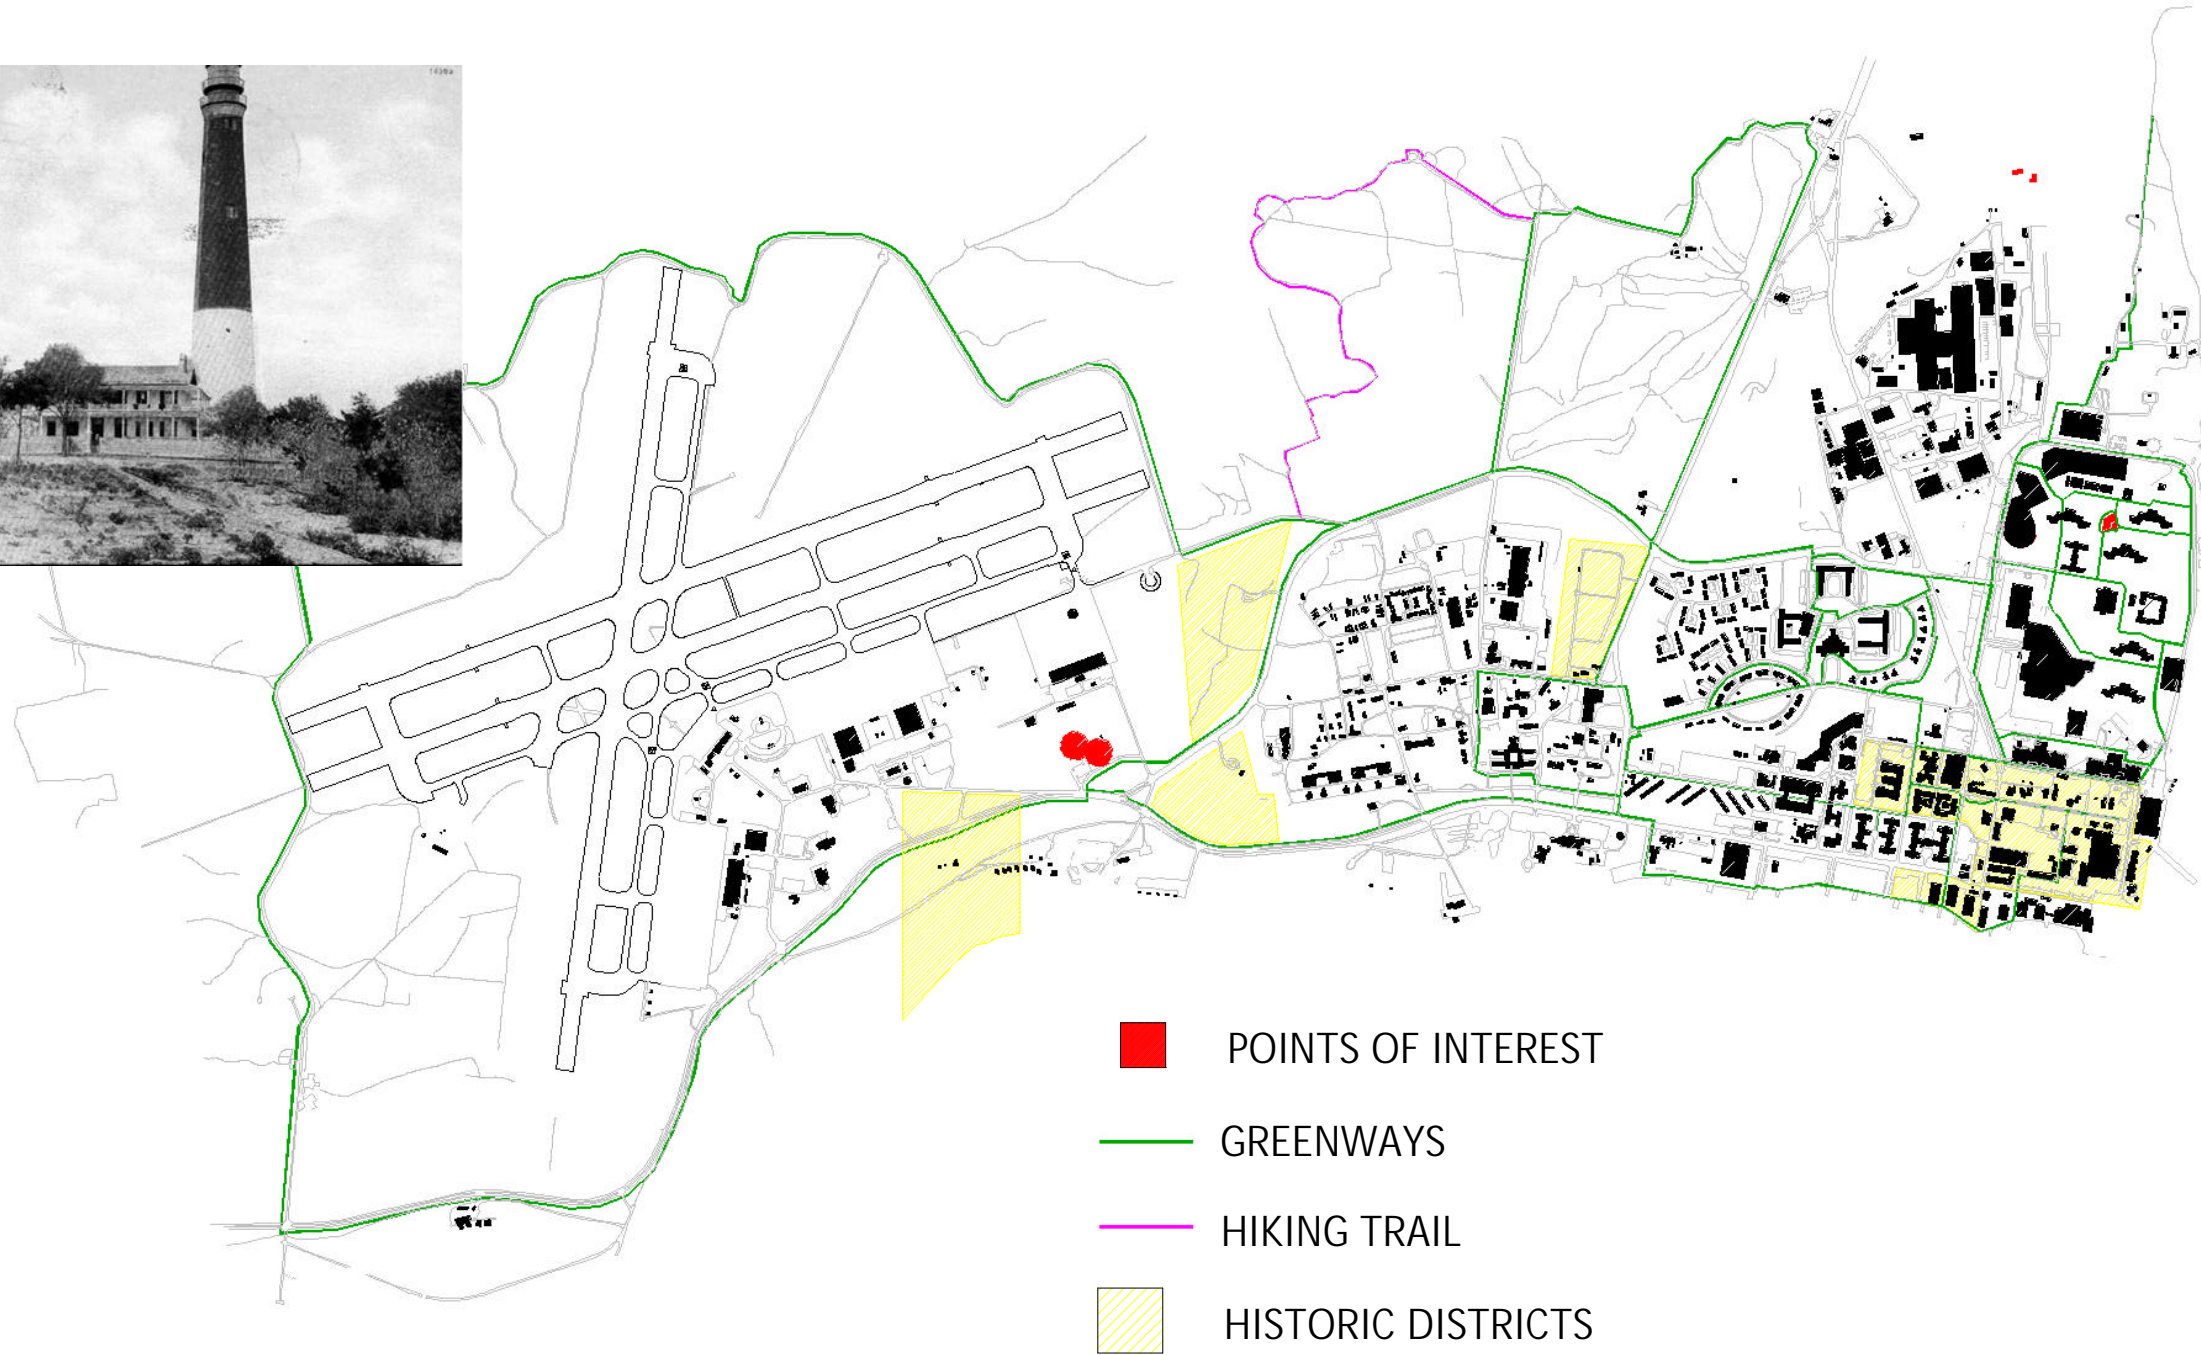 POINTS OF INTEREST
GREENWAYS
HIKING TRAIL
HISTORIC DISTRICTS